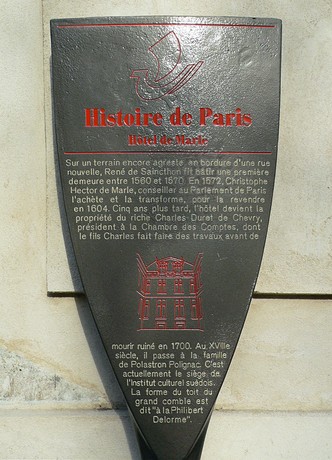 Histoire de Paris
Hôtel de Marle
Sur un terrain encore agreste, en bordure d'une rue
nouvelle, René de Saincthon fit bâtir une première
demeure entre 1560 et 1570. En 1572, Christophe
Hector de Marle, conseiller au Parlement de Paris
l'achète et la transforme, pour la revendre
en 1604. Cinq ans plus tard, l'hôtel devient la
propriété du riche Charles Duret de Chevry,
président à la Chambre des Comptes, dont
le fils Charles fait faire des travaux avant de
mourir ruiné en 1700. Au XVIIIe
siècle, il passe à la famille
de Polastron Polignac. C'est
actuellement le siège de
l'Institut culturel suédois.
La forme du toit du
grand comble est
dit "à la Philibert
Delorme".